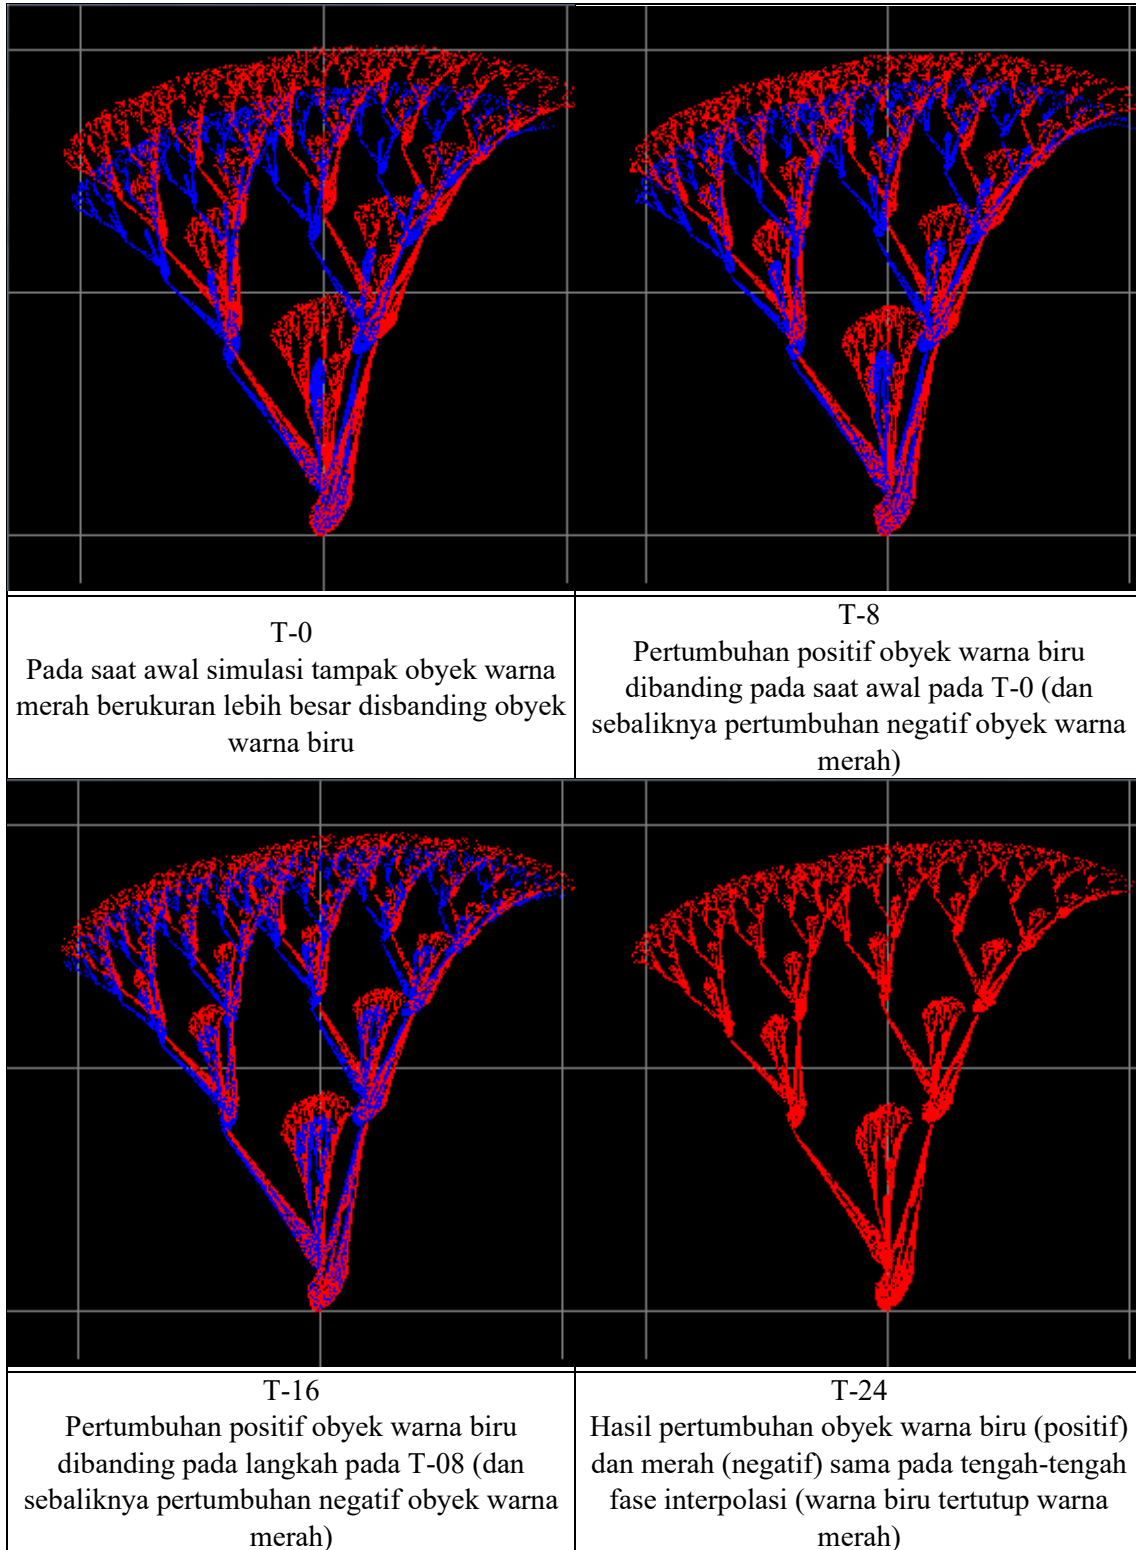 T-0
Pada saat awal simulasi tampak obyek warna
merah berukuran lebih besar disbanding obyek
warna biru
T-8
Pertumbuhan positif obyek warna biru
dibanding pada saat awal pada T-0 (dan
sebaliknya pertumbuhan negatif obyek warna
merah)
T-16
Pertumbuhan positif obyek warna biru
dibanding pada langkah pada T-08 (dan
sebaliknya pertumbuhan negatif obyek warna
merah)
T-24
Hasil pertumbuhan obyek warna biru (positif)
dan merah (negatif) sama pada tengah-tengah
fase interpolasi (warna biru tertutup warna
merah)